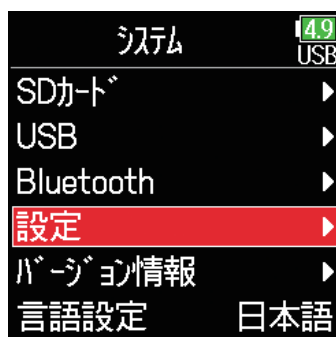 システム
4.9
USB
SDカード
USB
Bluetooth
設定
バージョン情報
言語設定 日本語